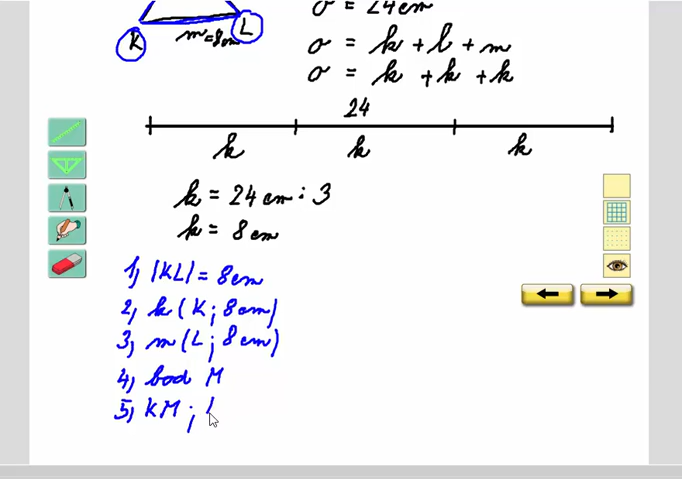 o = 24cm
K
L
m=8cm
o = k + l + m
o = k + k + k
24
k k k
k = 24 cm : 3
k = 8 cm
1, |KL| = 8cm
2, k (K ; 8cm)
3, m (L ; 8cm)
4, bod M
5, KM ;